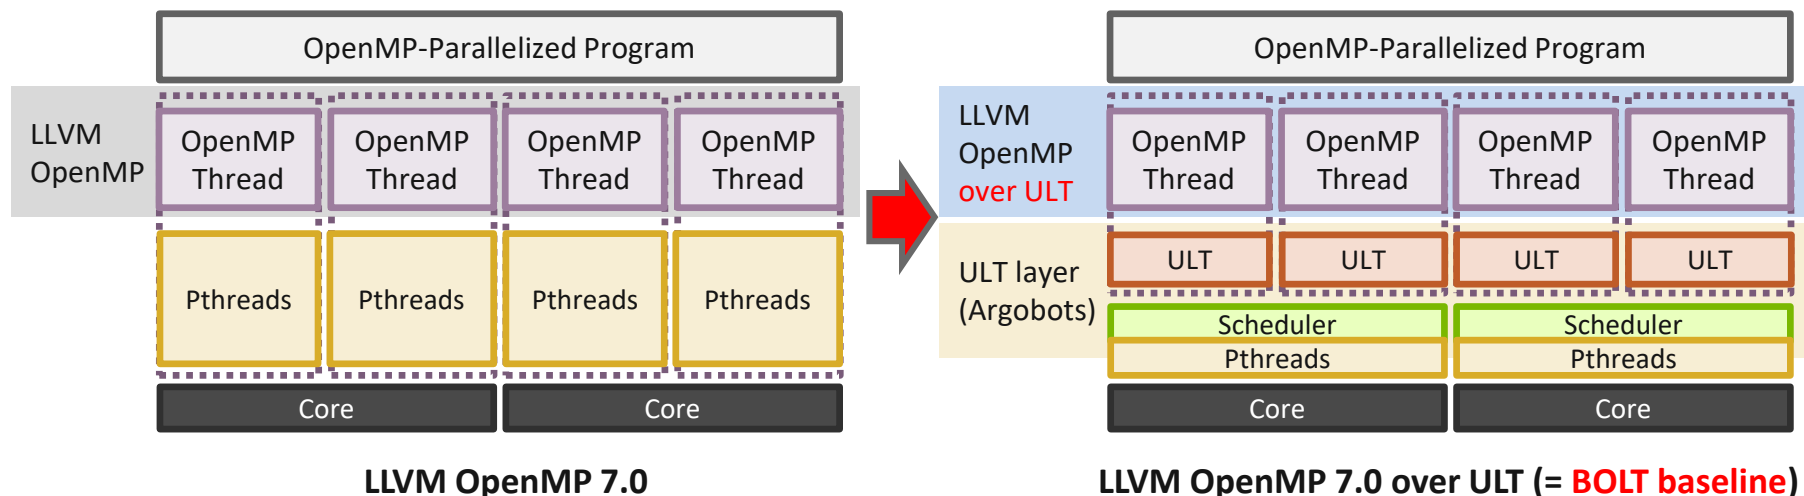 OpenMP-Parallelized Program
LLVM
OpenMP
OpenMP
Thread
OpenMP
Thread
OpenMP
Thread
OpenMP
Thread
Pthreads
Pthreads
Pthreads
Pthreads
Core
Core
LLVM OpenMP 7.0
OpenMP-Parallelized Program
LLVM
OpenMP
over ULT
OpenMP
Thread
OpenMP
Thread
OpenMP
Thread
OpenMP
Thread
ULT layer
(Argobots)
ULT
ULT
ULT
ULT
Scheduler
Scheduler
Pthreads
Pthreads
Core
Core
LLVM OpenMP 7.0 over ULT (= BOLT baseline)